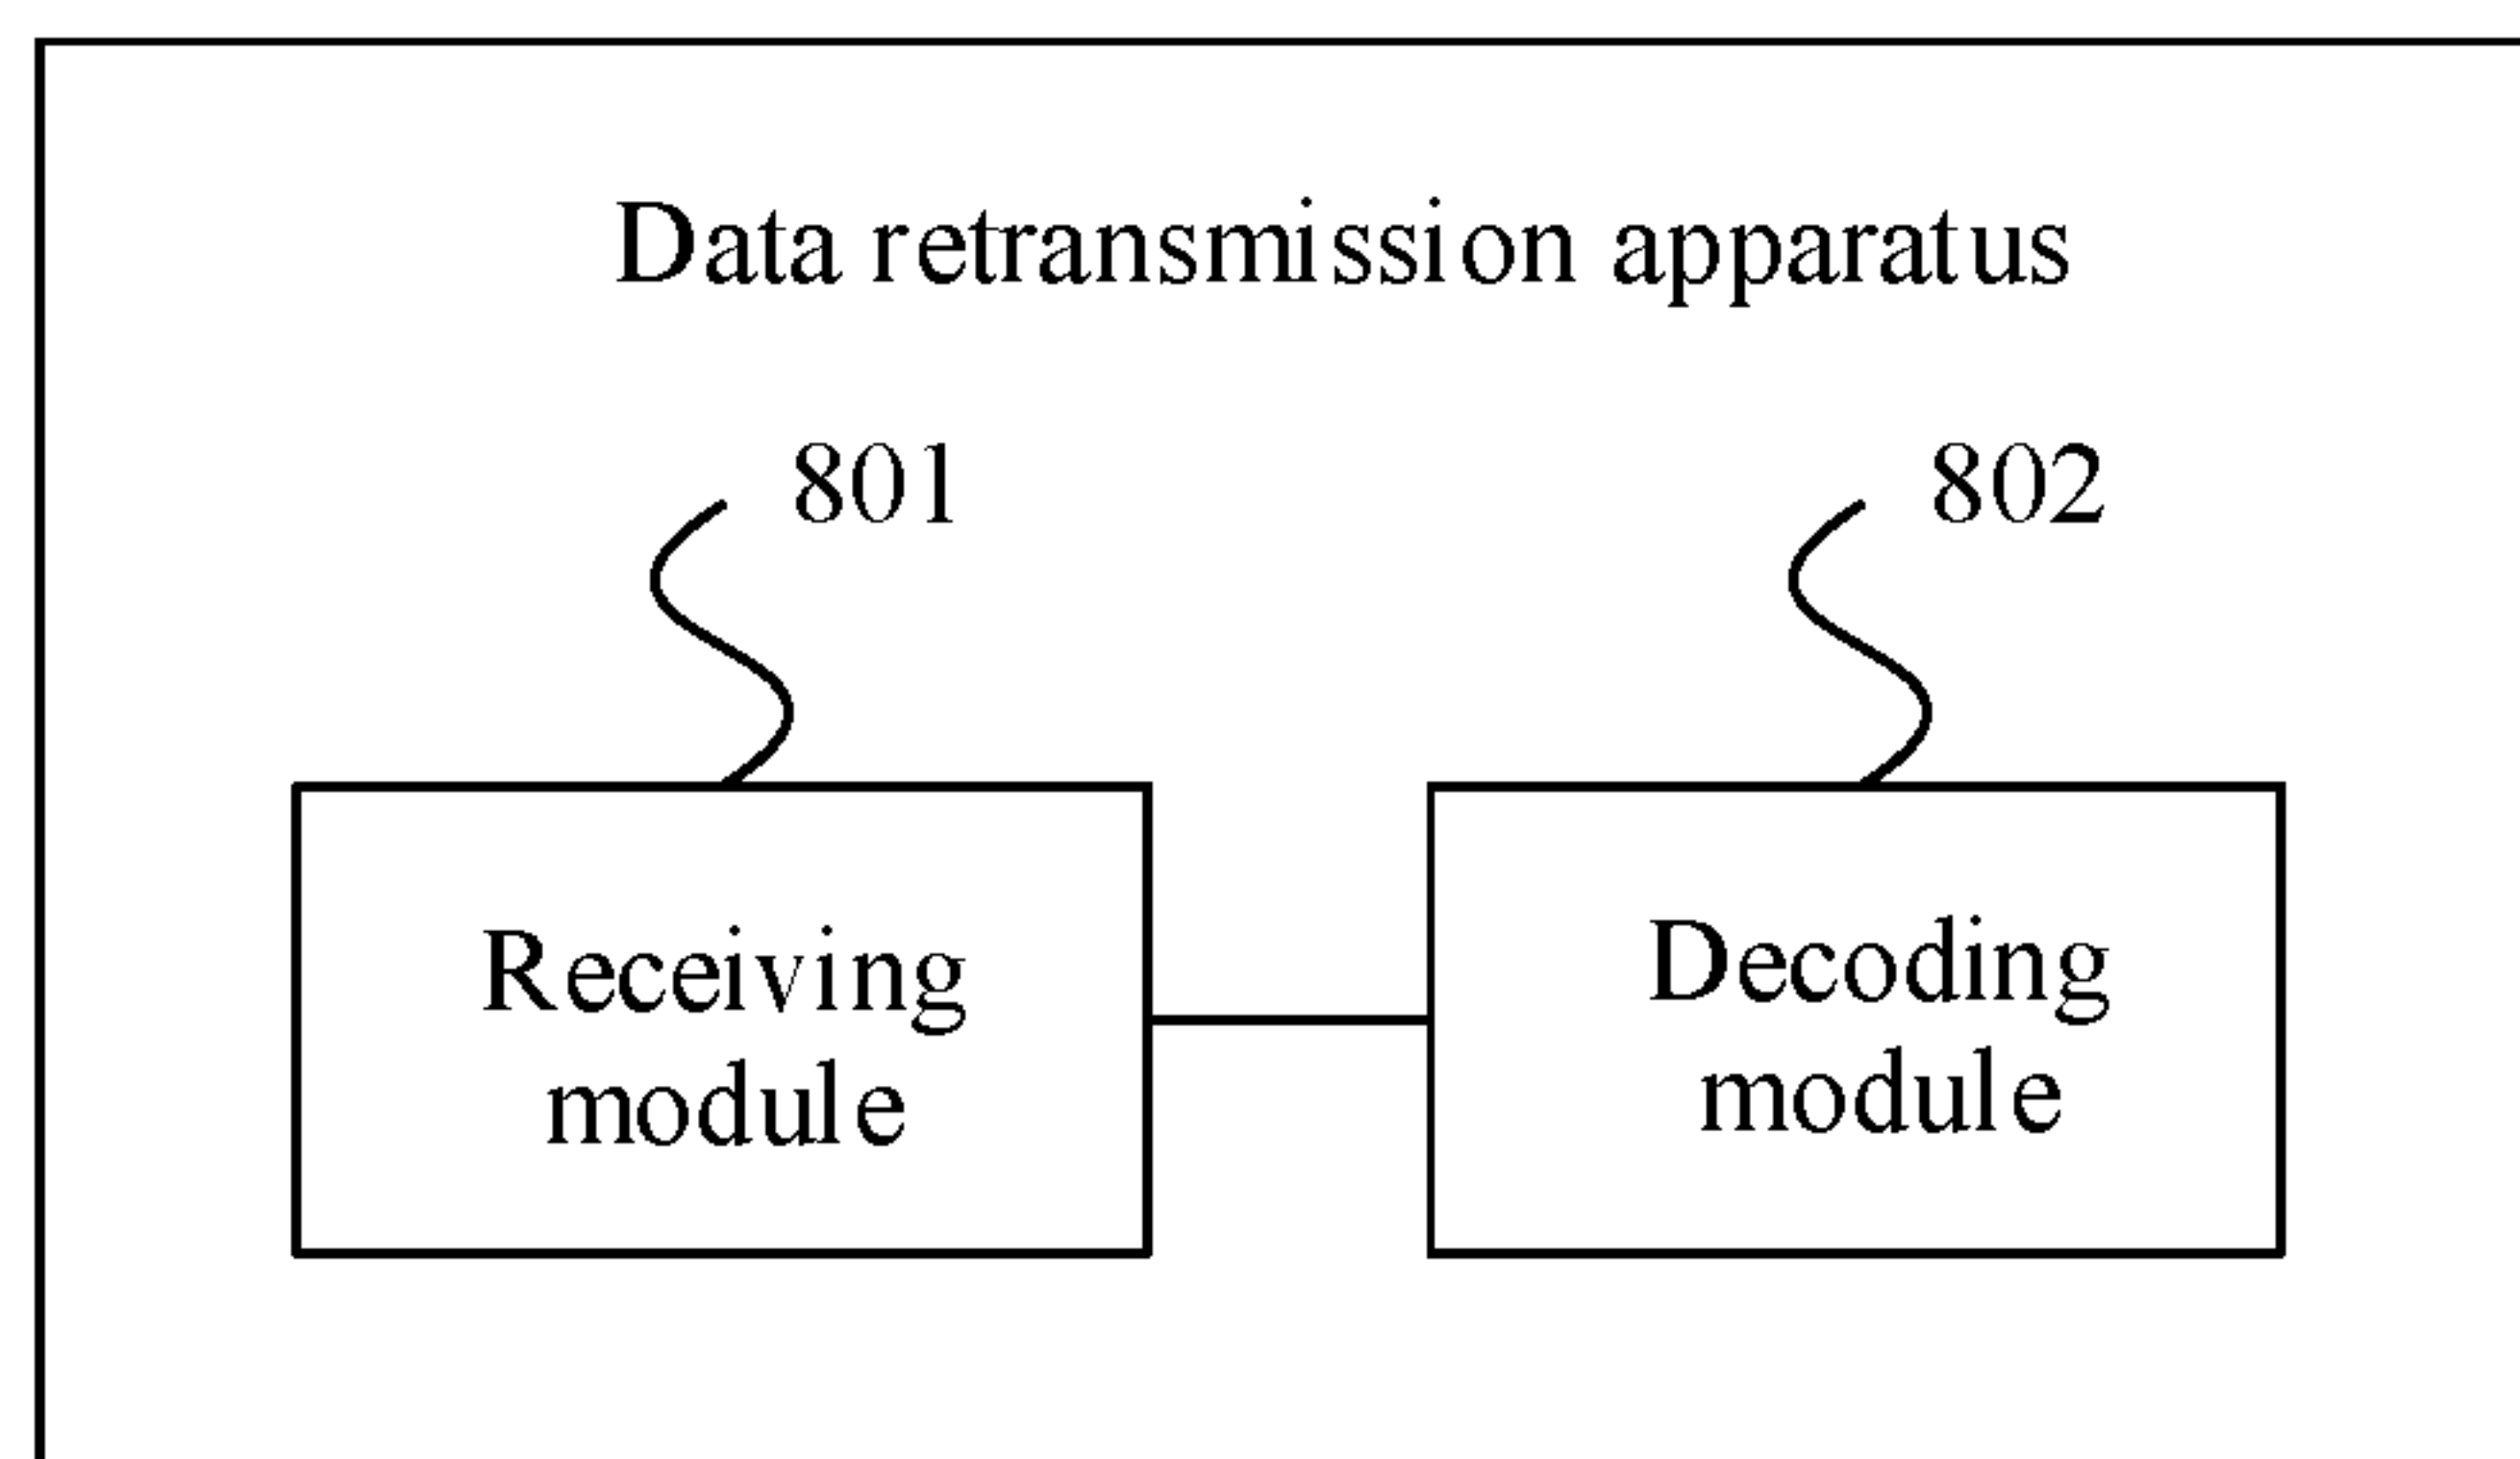 Data retransmission apparatus
801
802
Receiving
module
Decoding
module